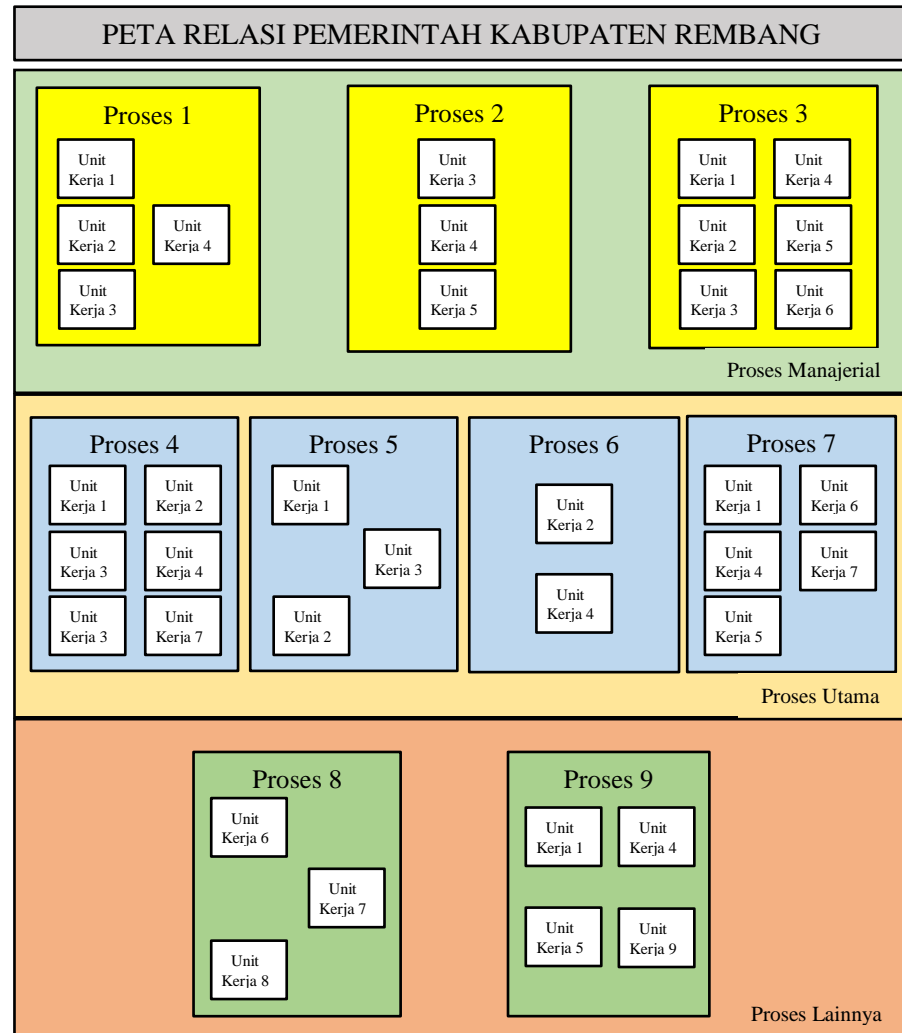 PETA RELASI PEMERINTAH KABUPATEN REMBANG
Proses 1
Unit
Kerja 1
Unit
Kerja 2
Unit
Kerja 4
Unit
Kerja 3
Proses 2
Unit
Kerja 3
Unit
Kerja 4
Unit
Kerja 5
Proses 3
Unit
Kerja 1
Unit
Kerja 4
Unit
Kerja 2
Unit
Kerja 5
Unit
Kerja 3
Unit
Kerja 6
Proses Manajerial
Proses 4
Unit
Kerja 1
Unit
Kerja 2
Unit
Kerja 3
Unit
Kerja 4
Unit
Kerja 3
Unit
Kerja 7
Proses 5
Unit
Kerja 1
Unit
Kerja 3
Unit
Kerja 2
Proses 6
Unit
Kerja 2
Unit
Kerja 4
Proses 7
Unit
Kerja 1
Unit
Kerja 6
Unit
Kerja 4
Unit
Kerja 7
Unit
Kerja 5
Proses Utama
Proses 8
Unit
Kerja 6
Unit
Kerja 7
Unit
Kerja 8
Proses 9
Unit
Kerja 1
Unit
Kerja 4
Unit
Kerja 5
Unit
Kerja 9
Proses Lainnya